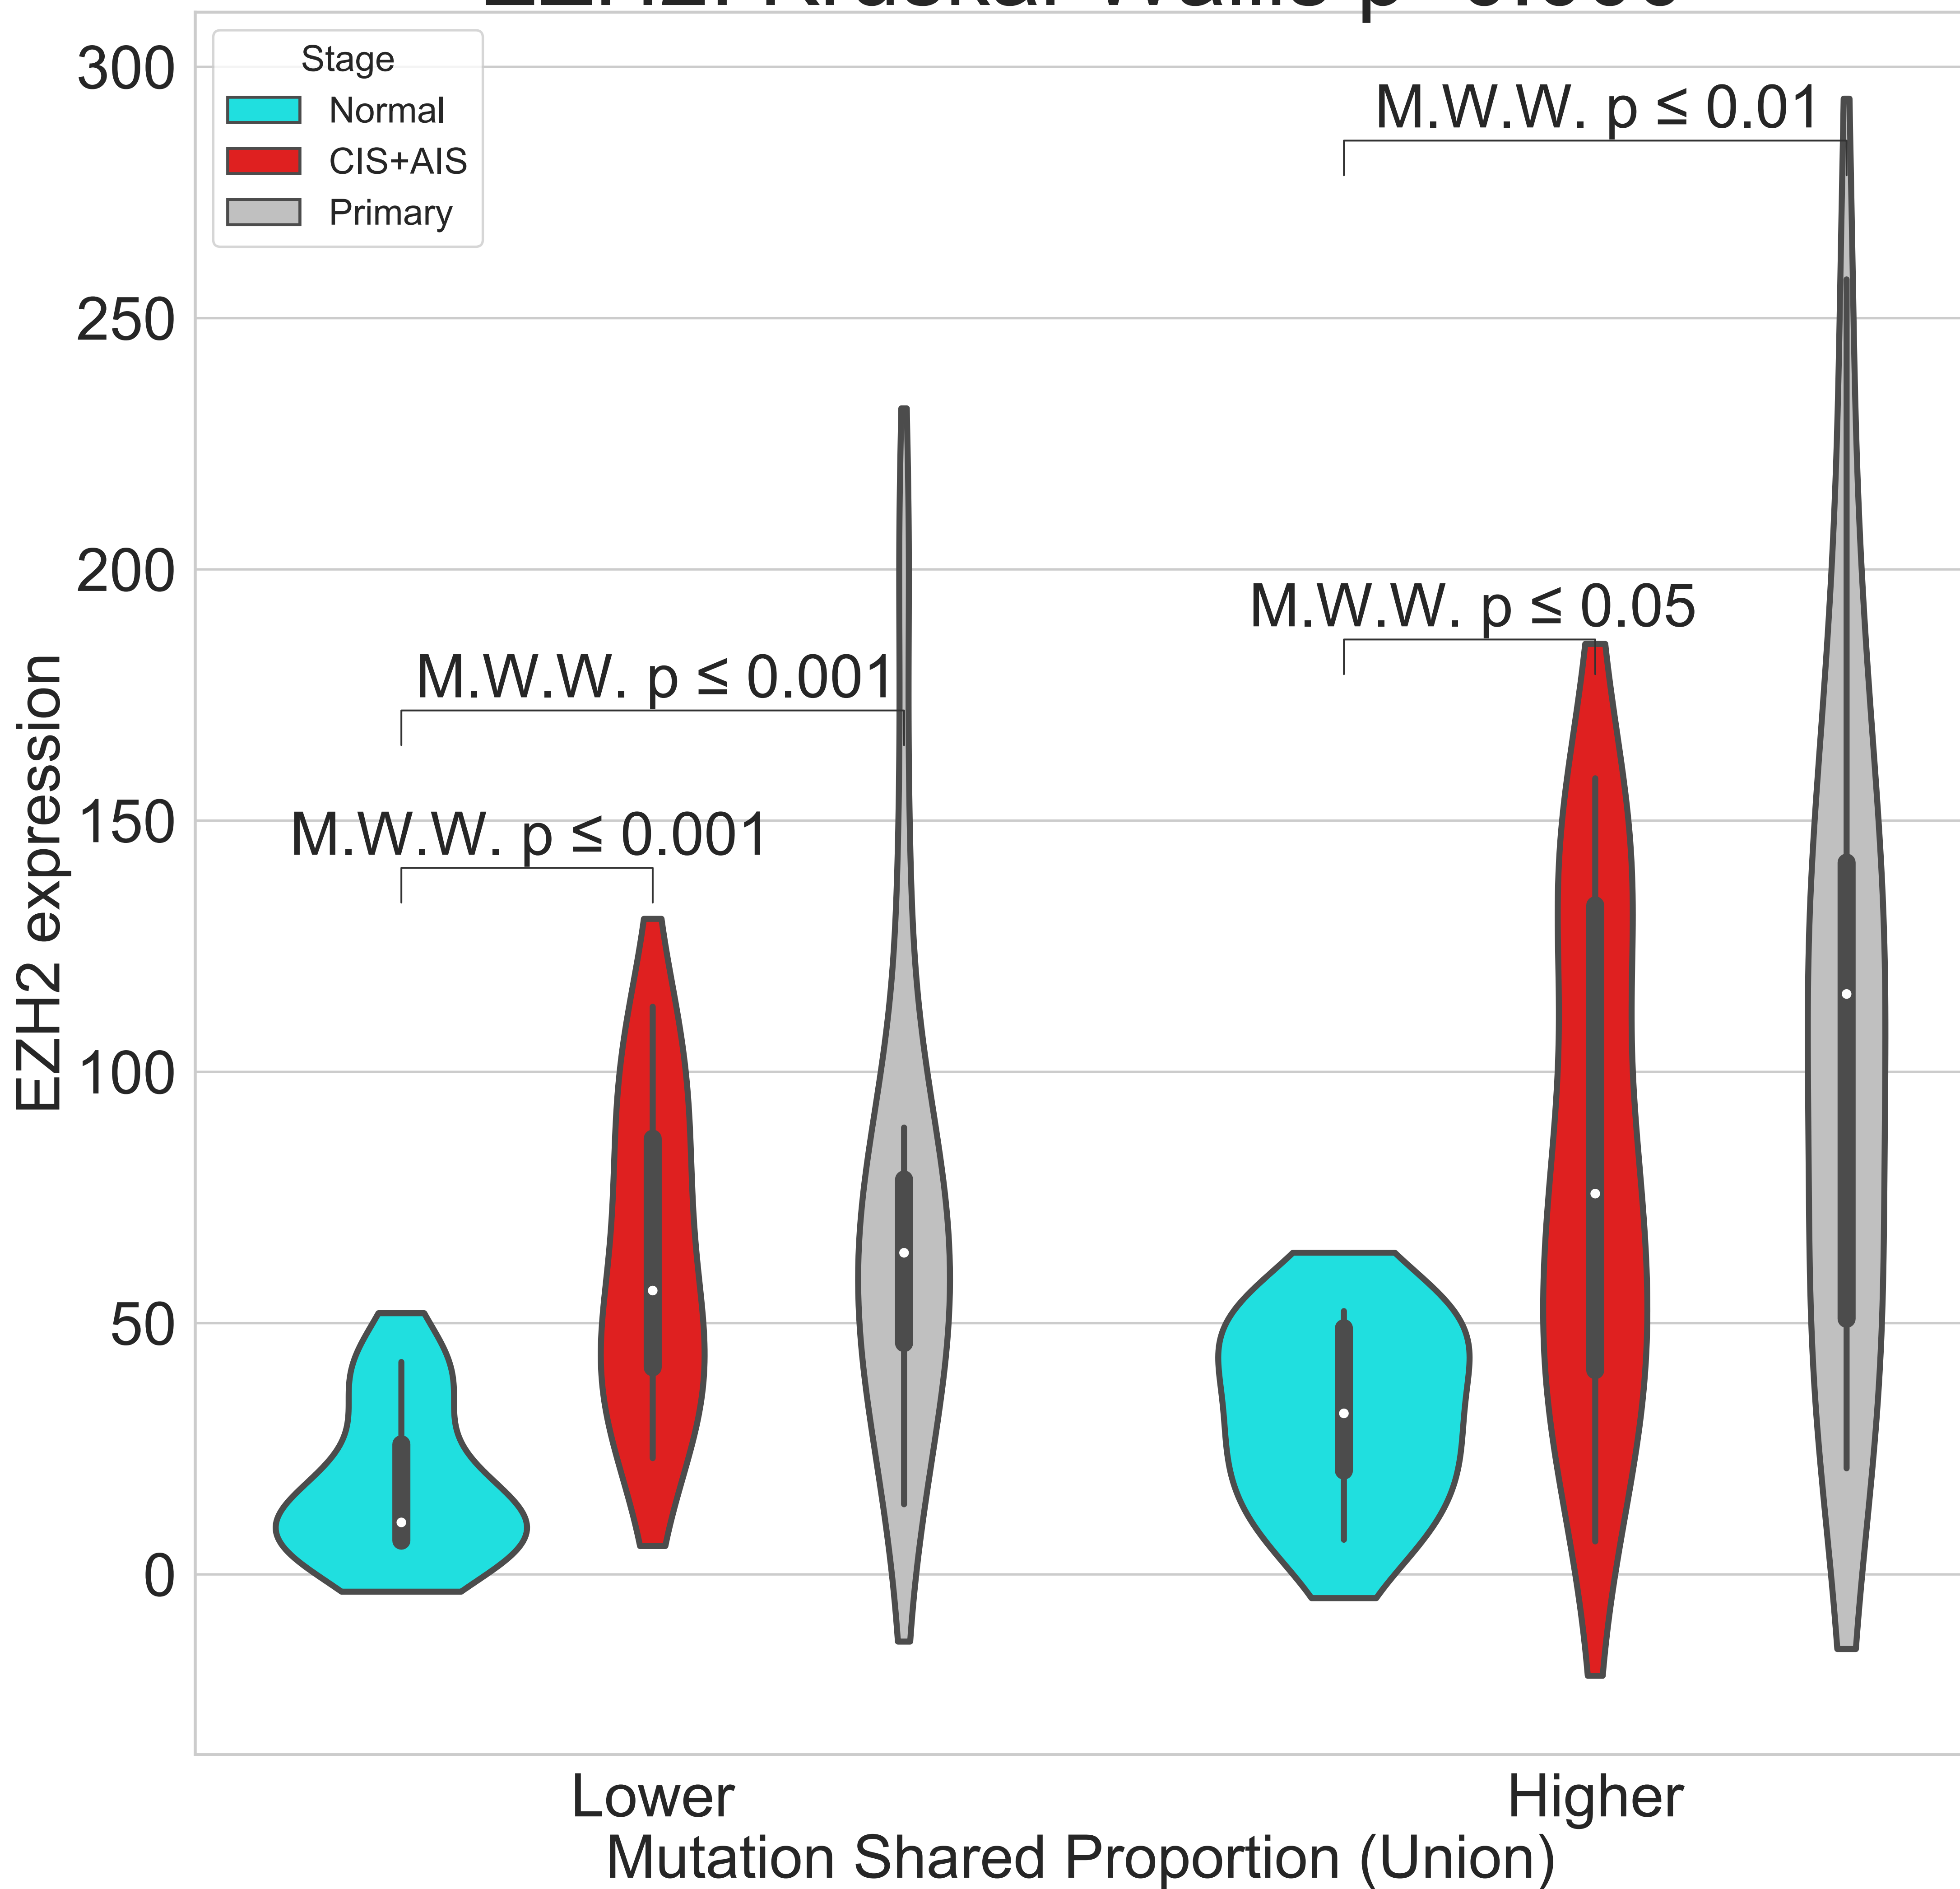 300
250
200
150
100
50
0
EZH2 expression
Stage
Normal
CIS+AIS
Primary
M.W.W. p ≤ 0.01
M.W.W. p ≤ 0.05
M.W.W. p ≤ 0.001
M.W.W. p ≤ 0.001
Lower
Higher
Mutation Shared Proportion (Union)